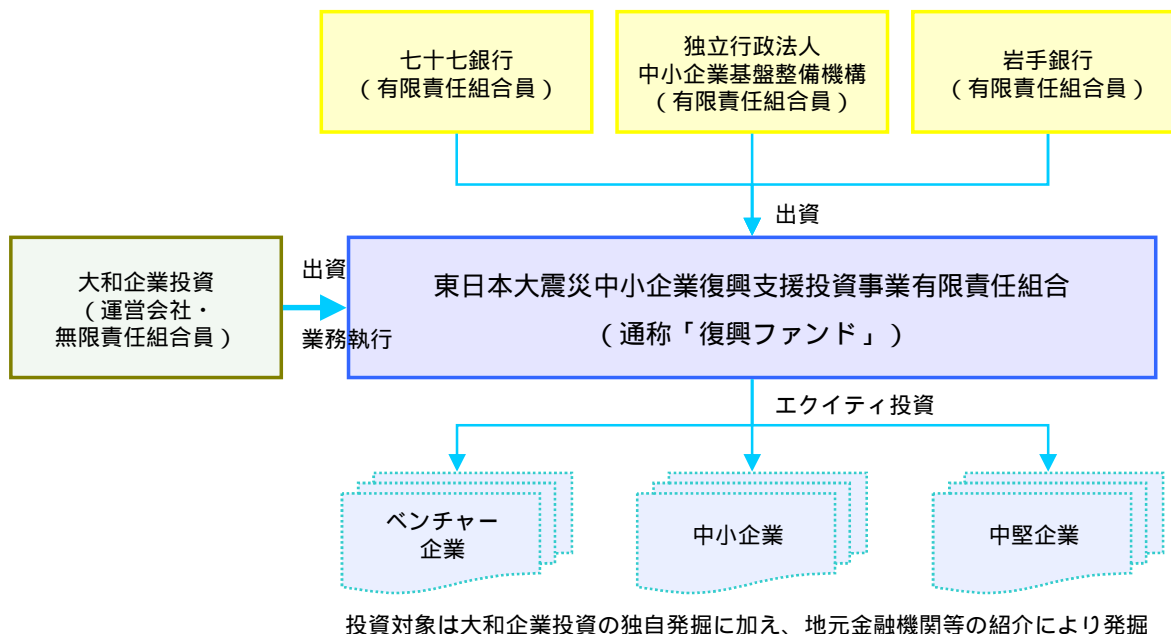 七十七銀行
（有限責任組合員）
独立行政法人
中小企業基盤整備機構
（有限責任組合員）
岩手銀行
（有限責任組合員）
出資
大和企業投資
（運営会社・
無限責任組合員）
出資
業務執行
東日本大震災中小企業復興支援投資事業有限責任組合
（通称「復興ファンド」）
エクイティ投資
ベンチャー
企業
中小企業
中堅企業
投資対象は大和企業投資の独自発掘に加え、地元金融機関等の紹介により発掘